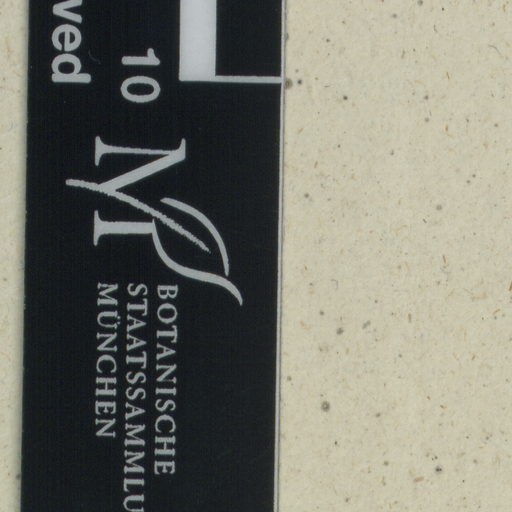 ved
10
BOTANISCHE
STAATSSAMMLU
MÜNCHEN